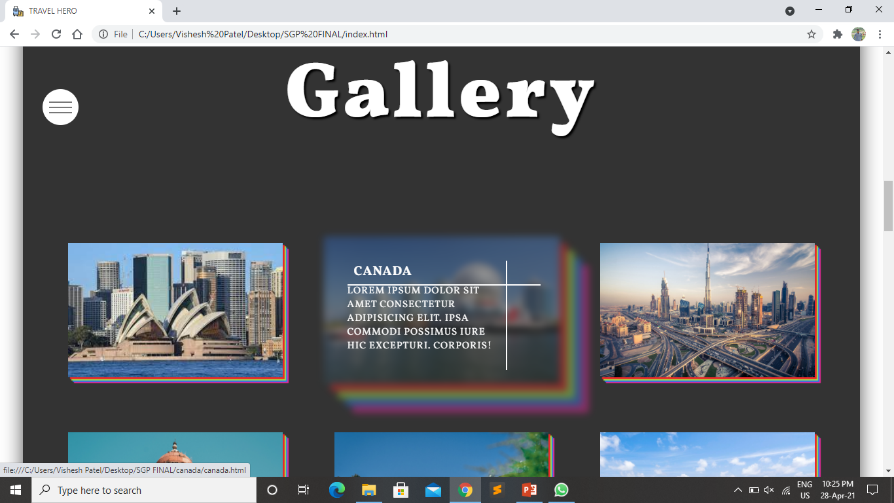 TRAVEL HERO
File
C:/Users/Vishesh%20Patel/Desktop/SGP%20FINAL/index.html
Gallery
CANADA
LOREM IPSUM DOLOR SIT
AMET CONSECTETUR
ADIPISICING ELIT. IPSA
COMMODI POSSIMUS IURE
HIC EXCEPTURI. CORPORIS!
file:///C:/Users/Vishesh Patel/Desktop/SGP FINAL/canada/canada.html
Type here to search
ENG
US
10:25 PM
28-Apr-21